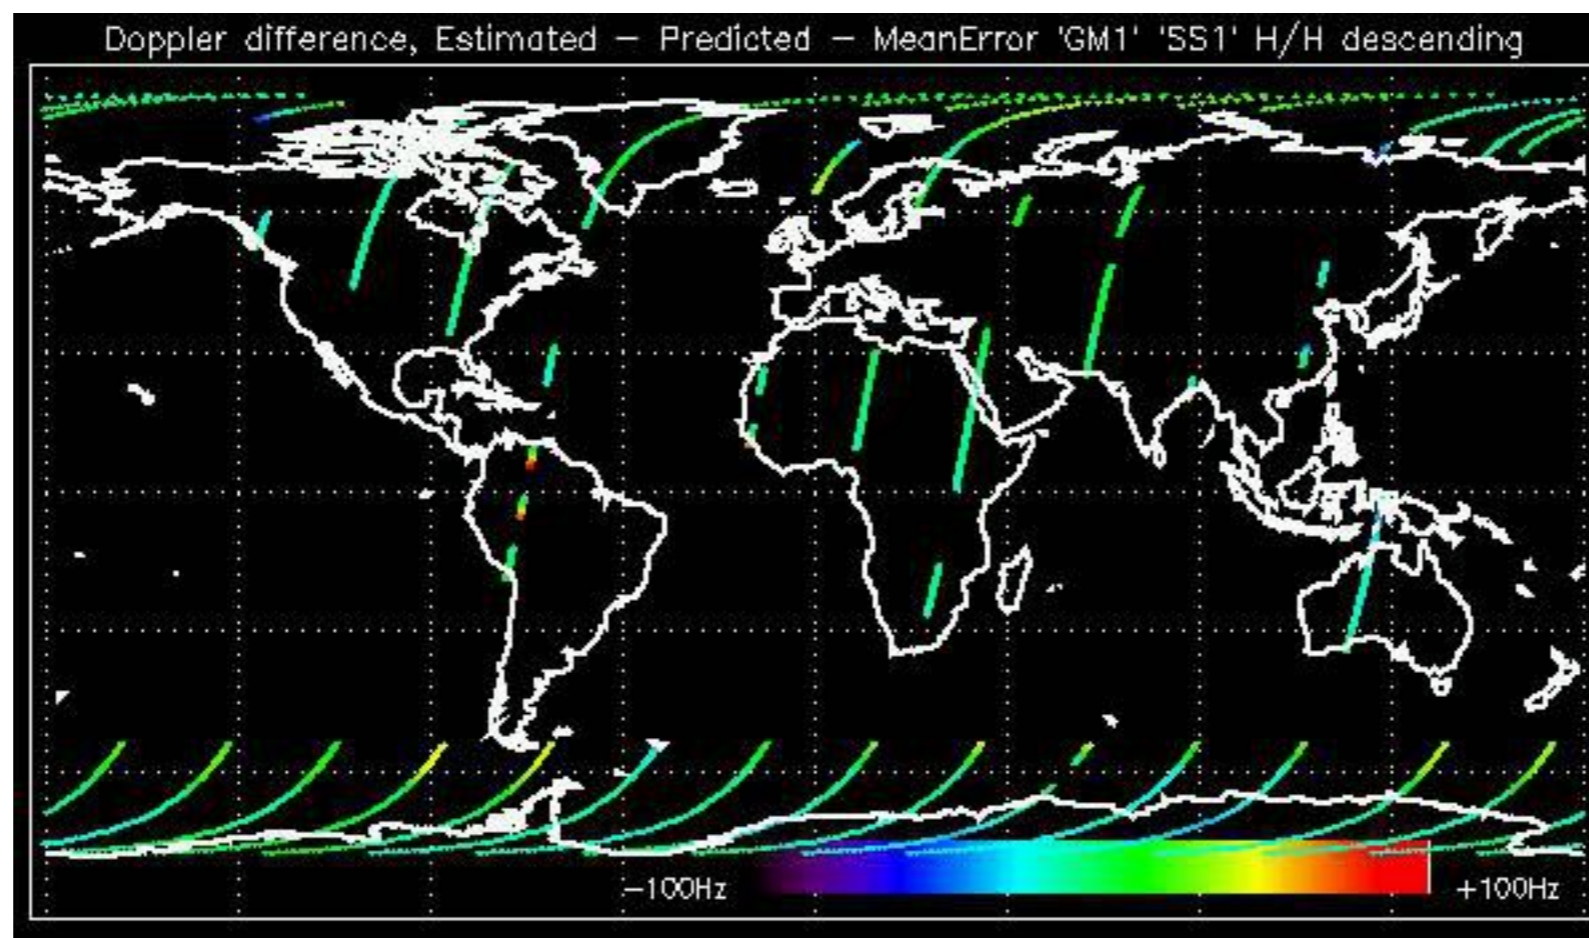 Doppler difference, Estimated – Predicted – MeanError 'GM1' 'SS1' H/H descending
–100Hz
+100Hz